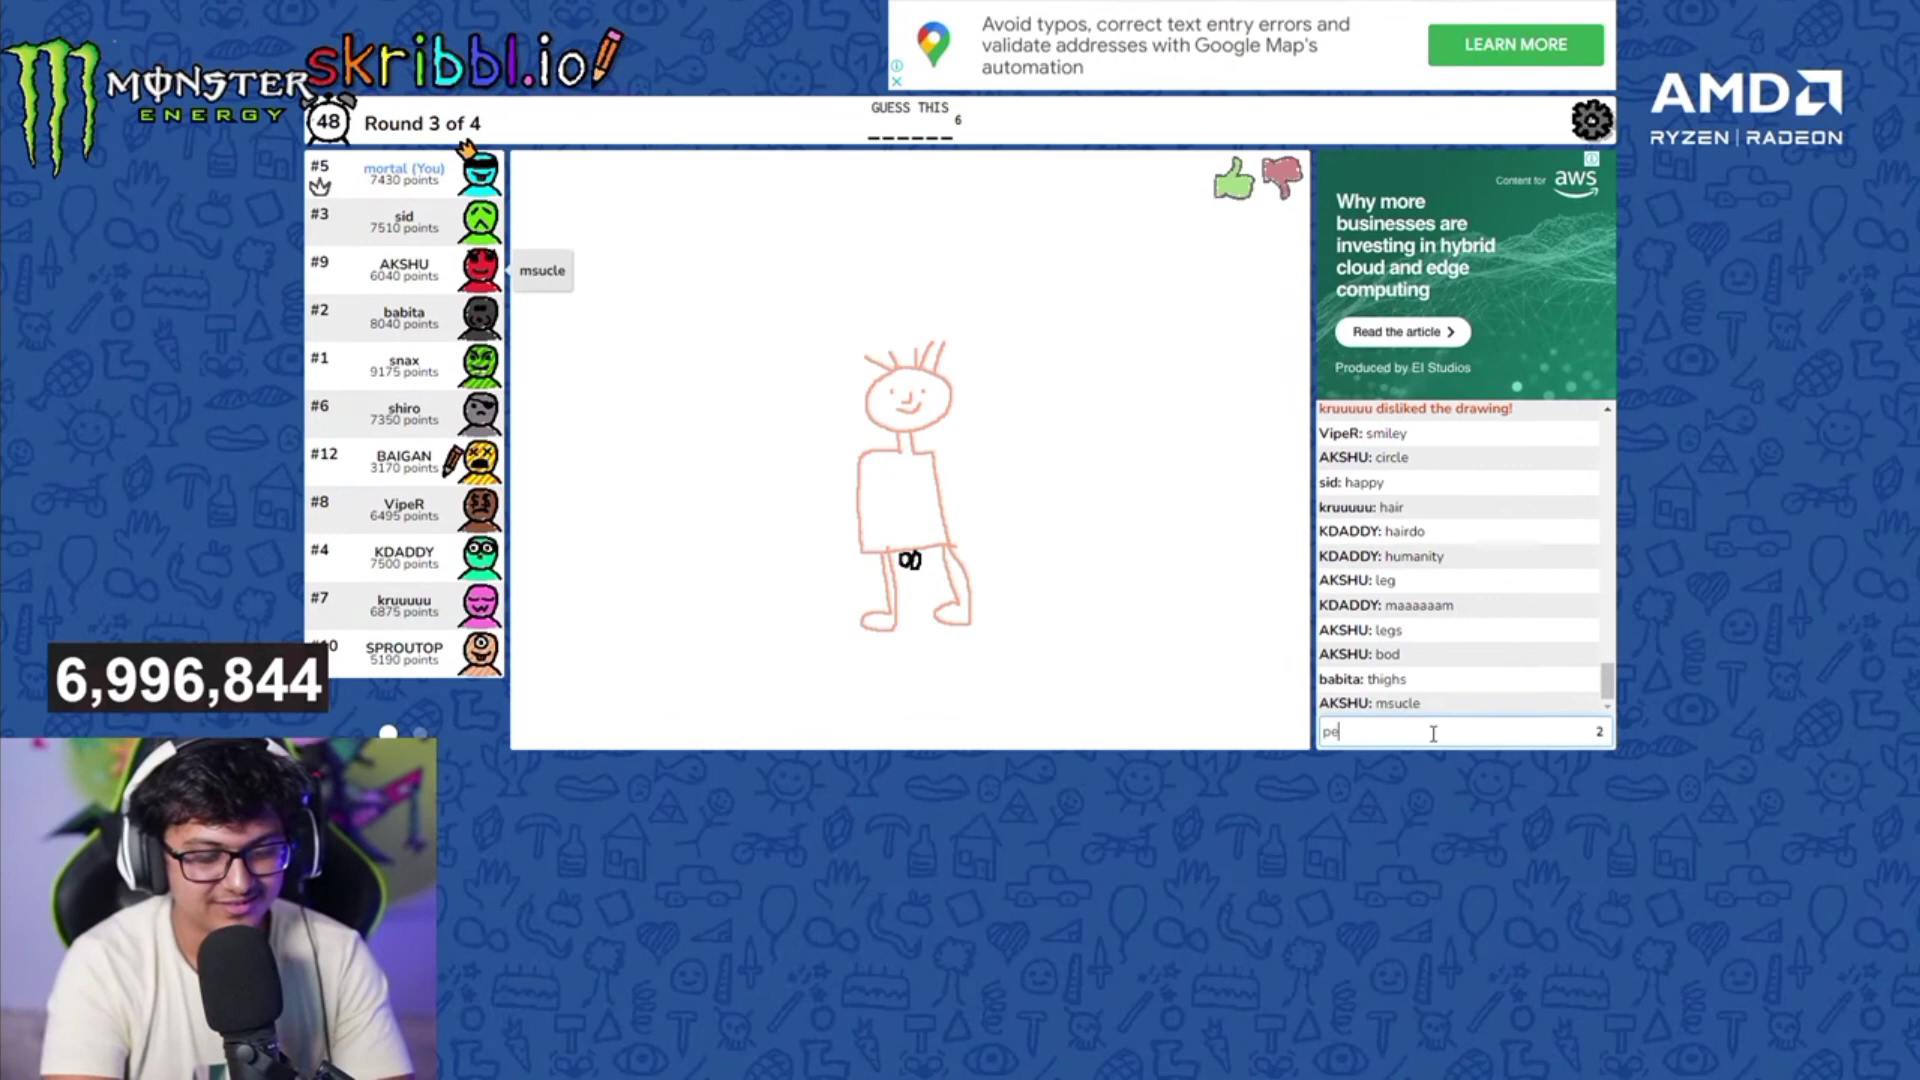 MONSTER
ENERGY
skribbl.io
Avoid typos, correct text entry errors and
validate addresses with Google Map's
automation
LEARN MORE
AMD
RYZEN | RADEON
48
Round 3 of 4
GUESS THIS
______ 6
#5 mortal (You)
7430 points
#3 sid
7510 points
#9 AKSHU
6040 points
#2 babita
8040 points
#1 snax
9175 points
#6 shiro
7350 points
#12 BAIGAN
3170 points
#8 VipeR
6495 points
#4 KDADDY
7500 points
#7 kruuuuu
6875 points
#10 SPROUTOP
5190 points
msucle
6,996,844
Content for aws
Why more
businesses are
investing in hybrid
cloud and edge
computing
Read the article
Produced by EI Studios
kruuuuu disliked the drawing!
VipeR: smiley
AKSHU: circle
sid: happy
kruuuuu: hair
KDADDY: hairdo
KDADDY: humanity
AKSHU: leg
KDADDY: maaaaaam
AKSHU: legs
AKSHU: bod
babita: thighs
AKSHU: msucle
pe 2